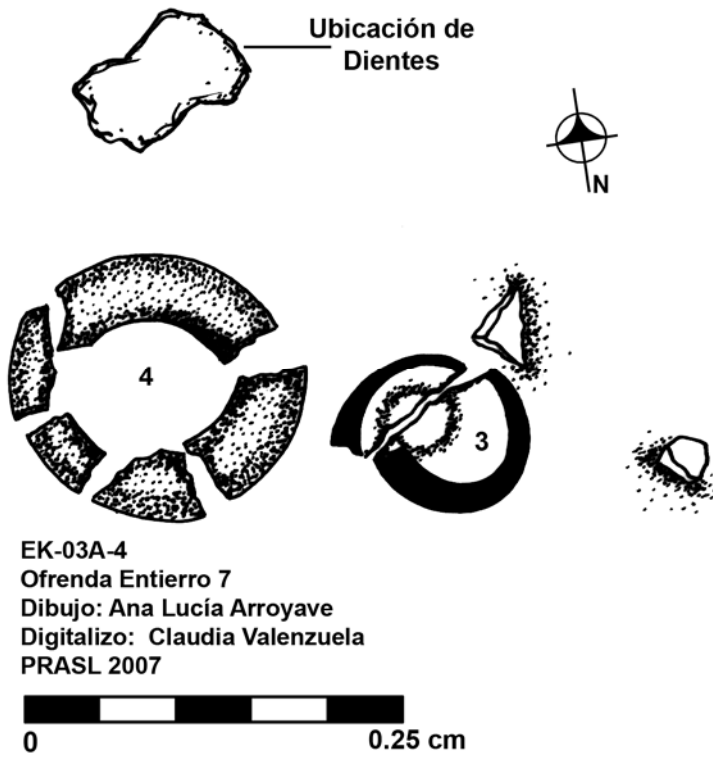 Ubicación de
Dientes
N
4
3
EK-03A-4
Ofrenda Entierro 7
Dibujo: Ana Lucía Arroyave
Digitalizo: Claudia Valenzuela
PRASL 2007
0 0.25 cm